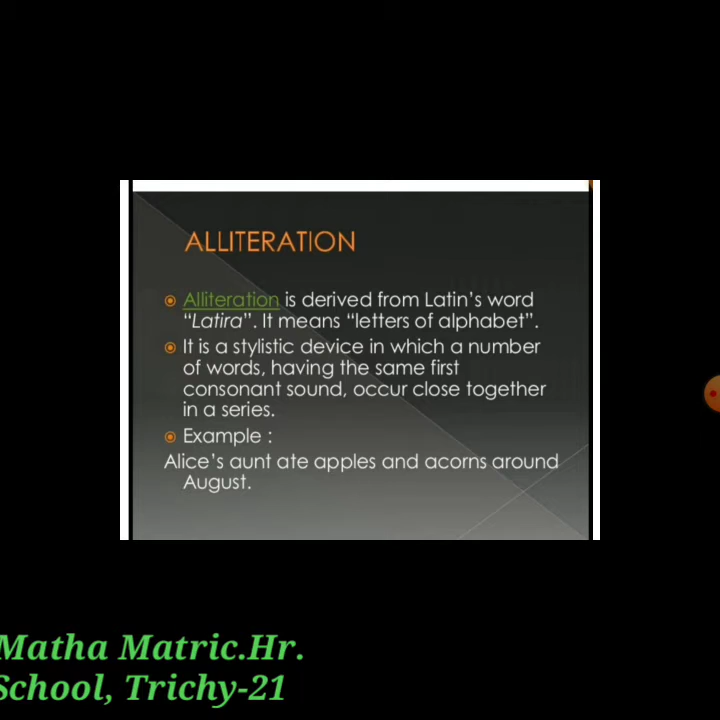 ALLITERATION
Alliteration is derived from Latin's word
"Latira". It means "letters of alphabet".
It is a stylistic device in which a number
of words, having the same first
consonant sound, occur close together
in a series.
Example :
Alice's aunt ate apples and acorns around
August.
Matha Matric.Hr.
School, Trichy-21